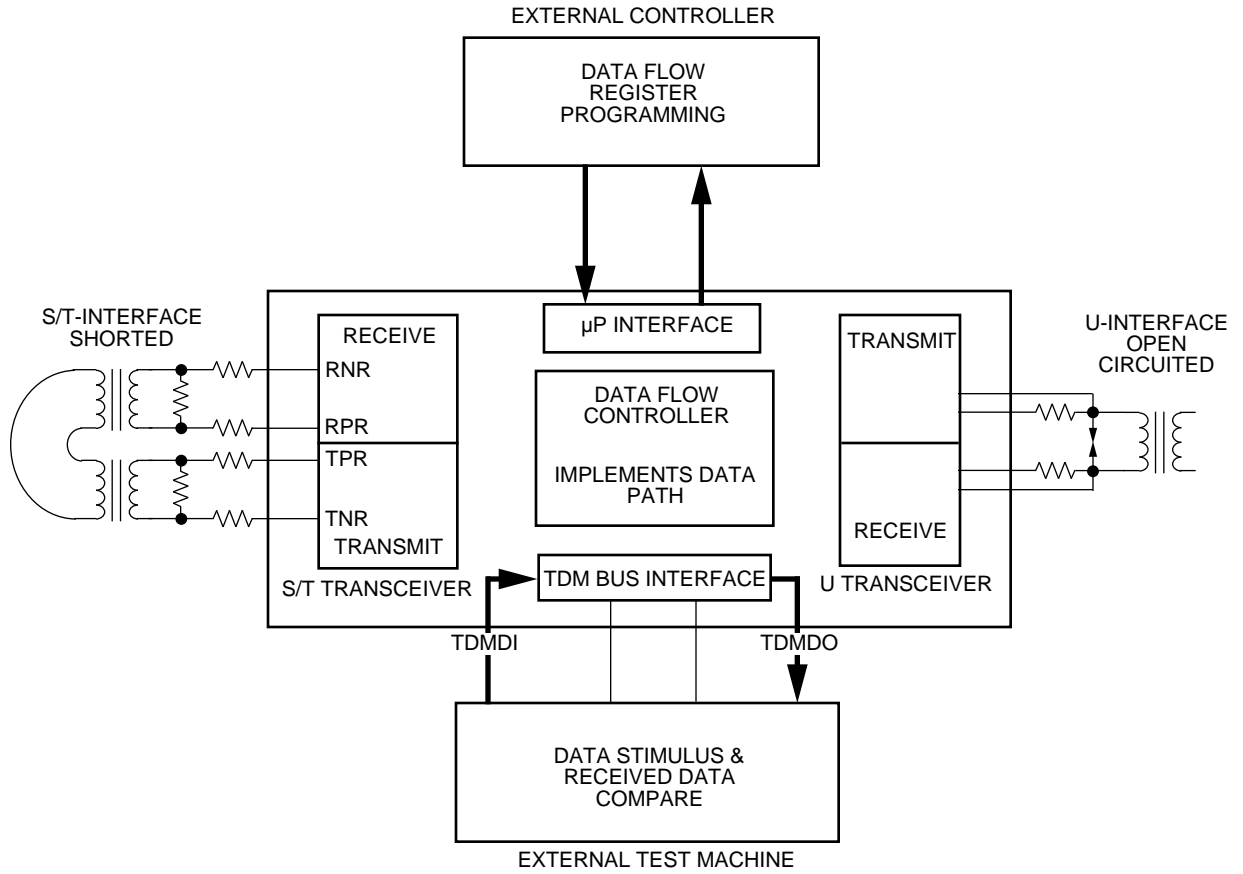 EXTERNAL CONTROLLER
DATA FLOW
REGISTER
PROGRAMMING
S/T-INTERFACE
SHORTED
RECEIVE
RNR
RPR
TPR
TNR
TRANSMIT
S/T TRANSCEIVER
µP INTERFACE
DATA FLOW
CONTROLLER
IMPLEMENTS DATA
PATH
TDM BUS INTERFACE
TRANSMIT
RECEIVE
U TRANSCEIVER
U-INTERFACE
OPEN
CIRCUITED
TDMDI
TDMDO
DATA STIMULUS &
RECEIVED DATA
COMPARE
EXTERNAL TEST MACHINE